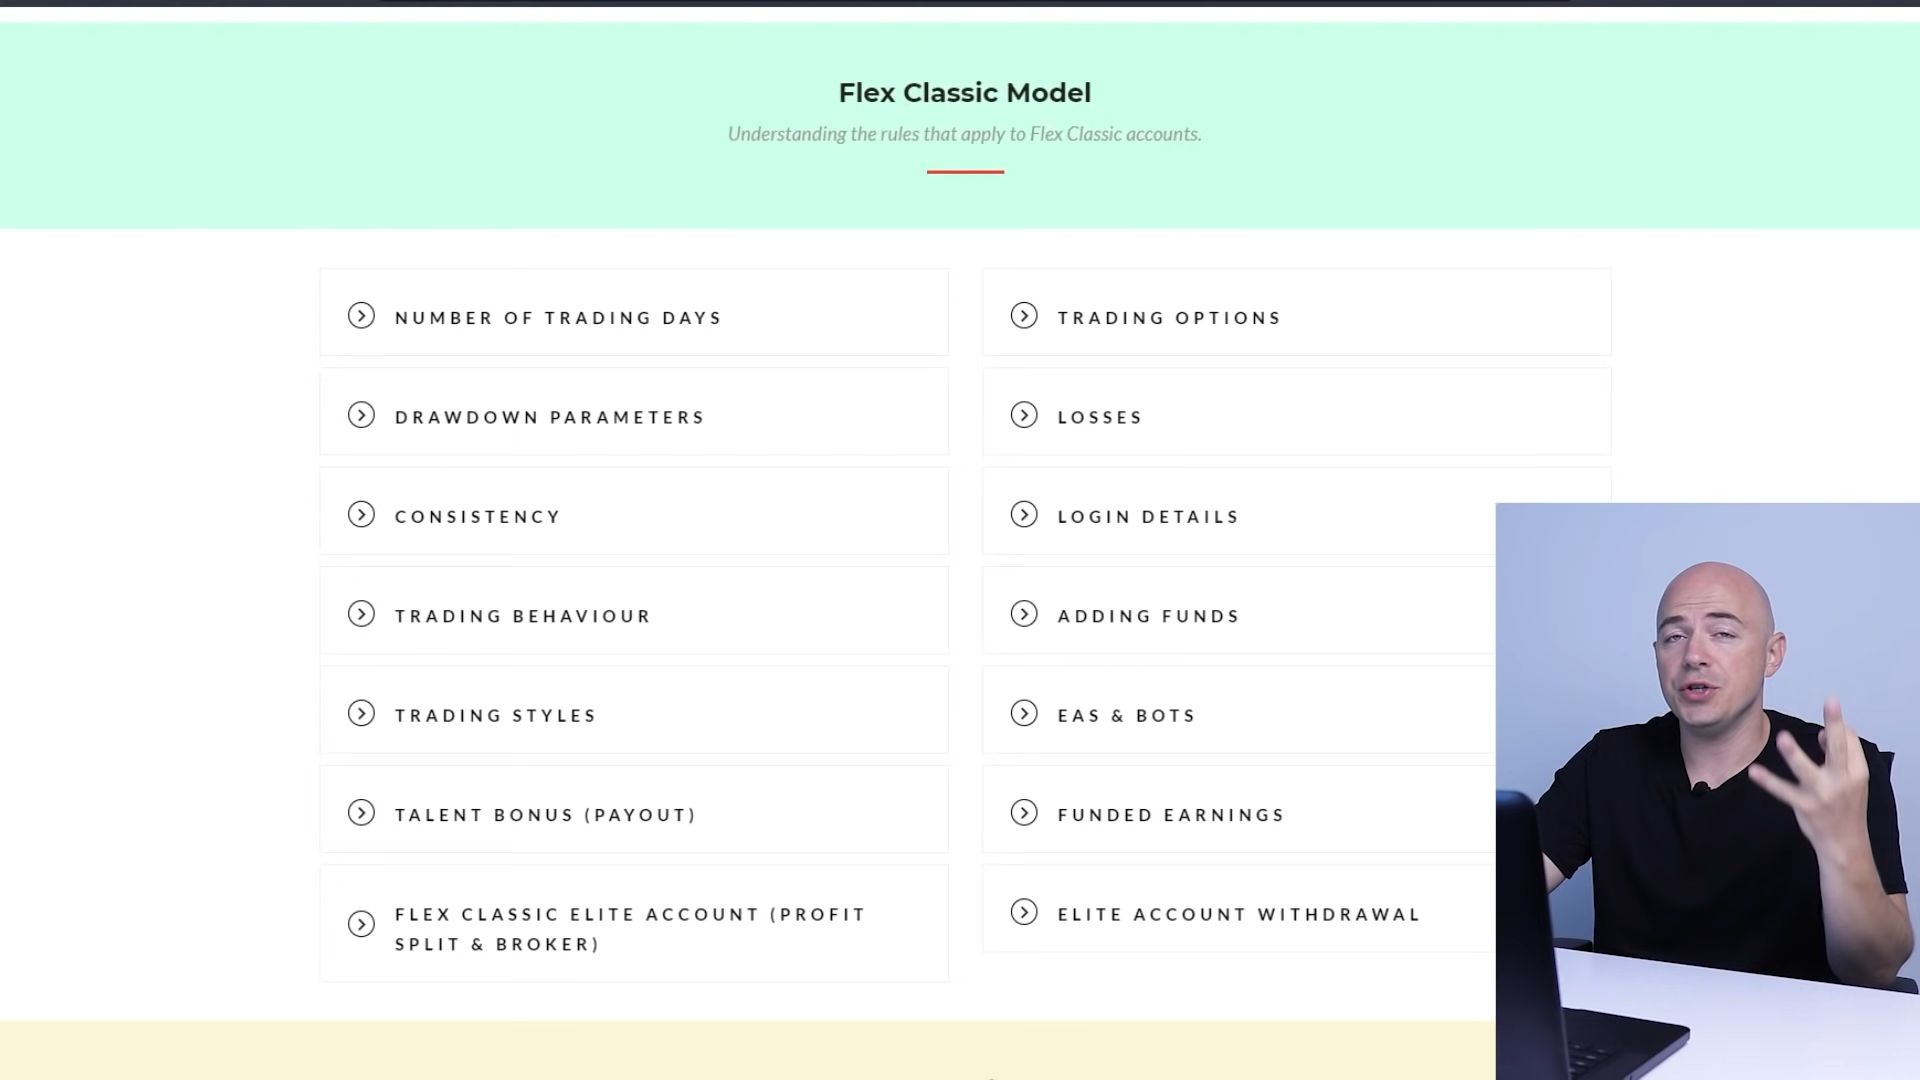 Flex Classic Model
Understanding the rules that apply to Flex Classic accounts.
NUMBER OF TRADING DAYS
DRAWDOWN PARAMETERS
CONSISTENCY
TRADING BEHAVIOUR
TRADING STYLES
TALENT BONUS (PAYOUT)
FLEX CLASSIC ELITE ACCOUNT (PROFIT
SPLIT & BROKER)
TRADING OPTIONS
LOSSES
LOGIN DETAILS
ADDING FUNDS
EAS & BOTS
FUNDED EARNINGS
ELITE ACCOUNT WITHDRAWAL